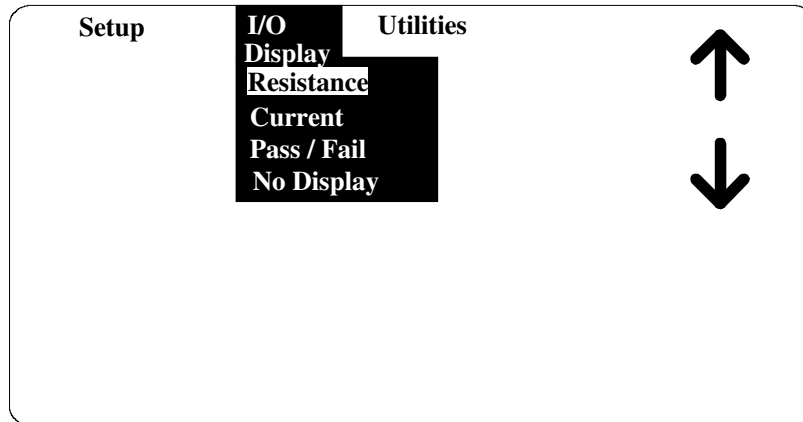 Setup I/O Utilities
Display
Resistance
Current
Pass / Fail
No Display